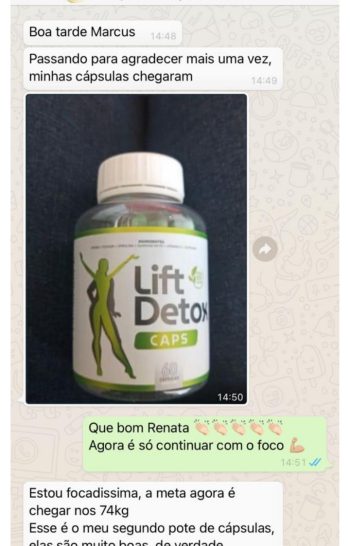 Boa tarde Marcus 14:48
Passando para agradecer mais uma vez,
minhas cápsulas chegaram 14:49
Lift
Detox
CAPS
60
14:50
Que bom Renata 👏🏻👏🏻👏🏻👏🏻👏🏻
Agora é só continuar com o foco 💪🏼
14:51
Estou focadissima, a meta agora é
chegar nos 74kg
Esse é o meu segundo pote de cápsulas,
elas são muito boas, de verdade